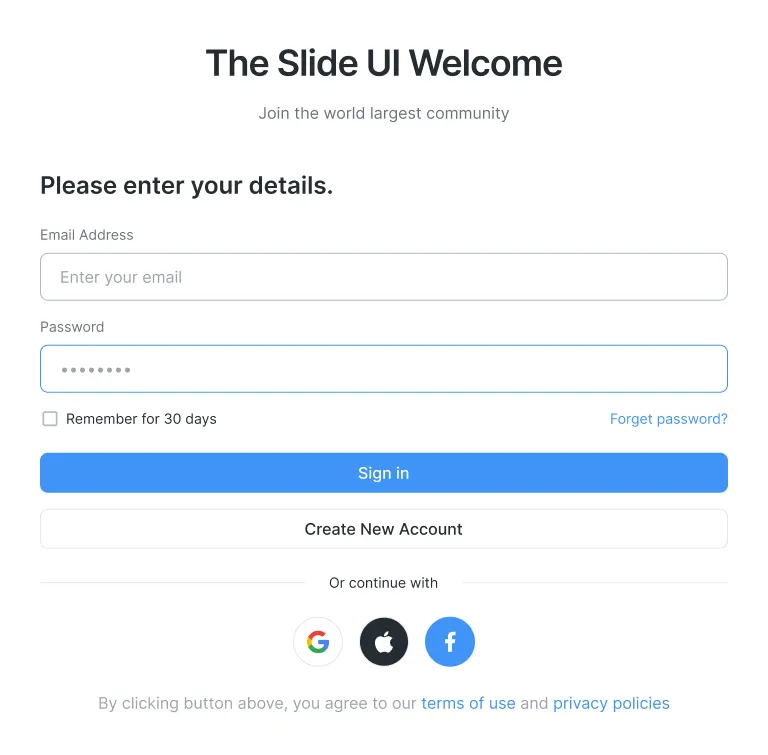 The Slide UI Welcome
Join the world largest community
Please enter your details.
Email Address
Enter your email
Password
••••••••
Remember for 30 days
Forget password?
Sign in
Create New Account
Or continue with
By clicking button above, you agree to our terms of use and privacy policies